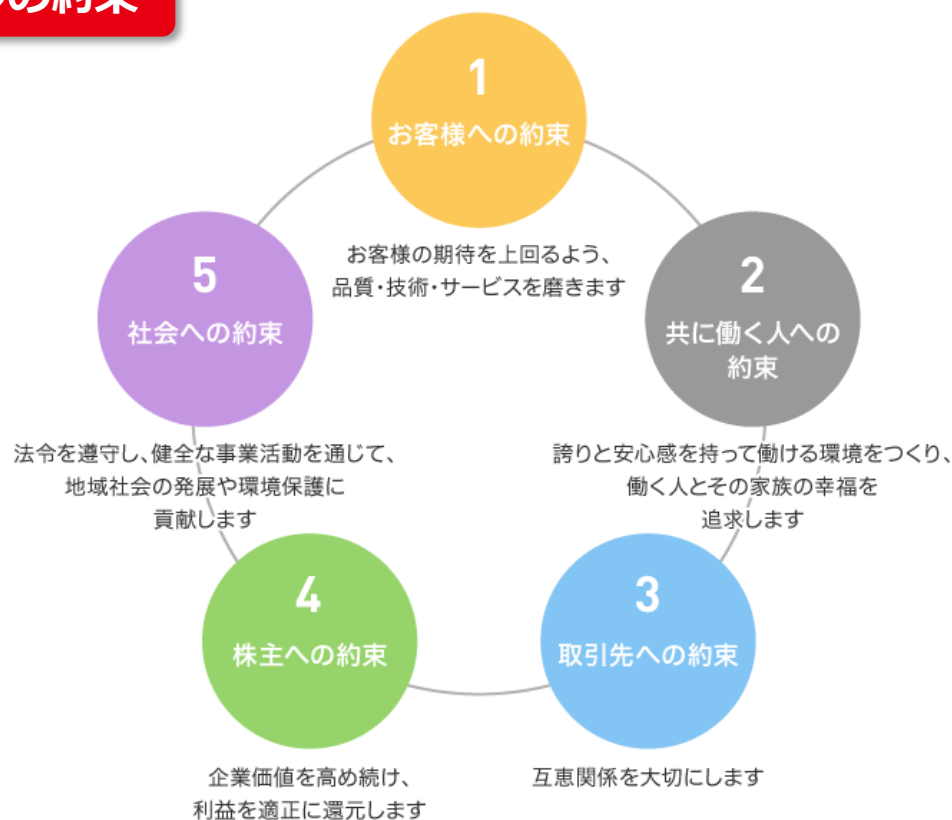 の約束
1
お客様への約束
お客様の期待を上回るよう、
品質・技術・サービスを磨きます
2
共に働く人への
約束
誇りと安心感を持って働ける環境をつくり、
働く人とその家族の幸福を
追求します
3
取引先への約束
互恵関係を大切にします
4
株主への約束
企業価値を高め続け、
利益を適正に還元します
5
社会への約束
法令を遵守し、健全な事業活動を通じて、
地域社会の発展や環境保護に
貢献します